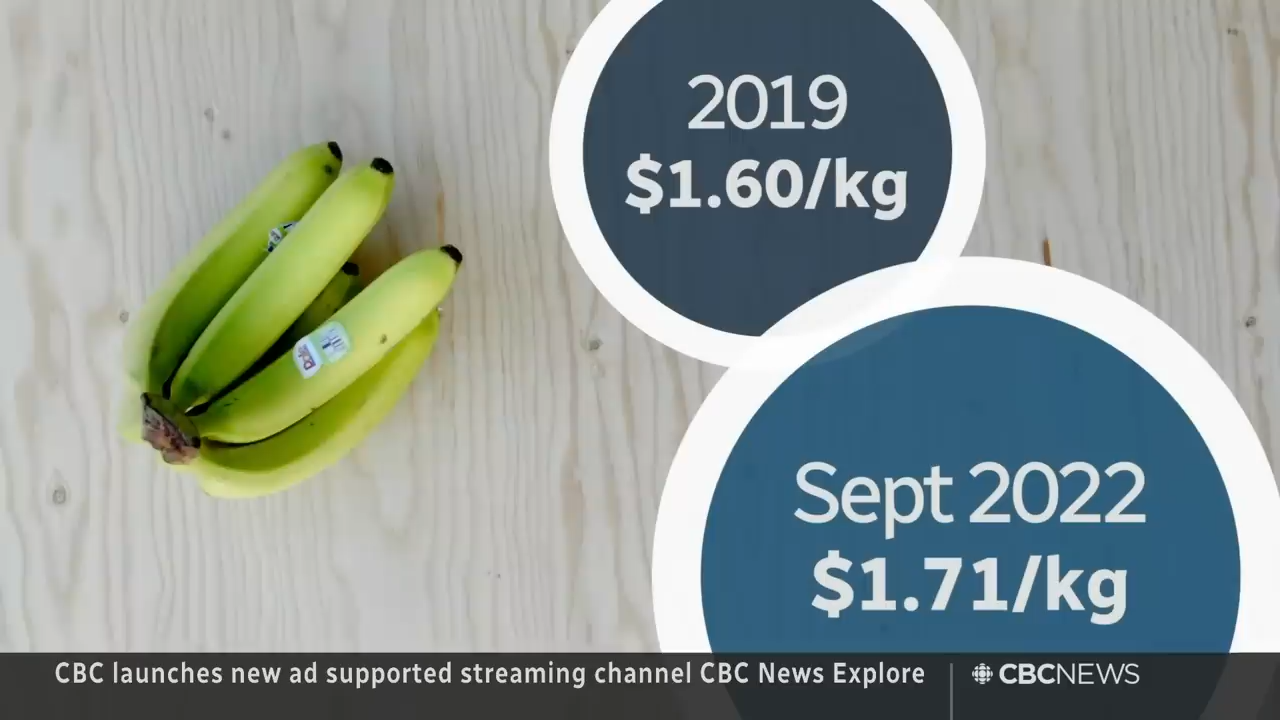 2019
$1.60/kg
Sept 2022
$1.71/kg
CBC launches new ad supported streaming channel CBC News Explore
CBCNEWS